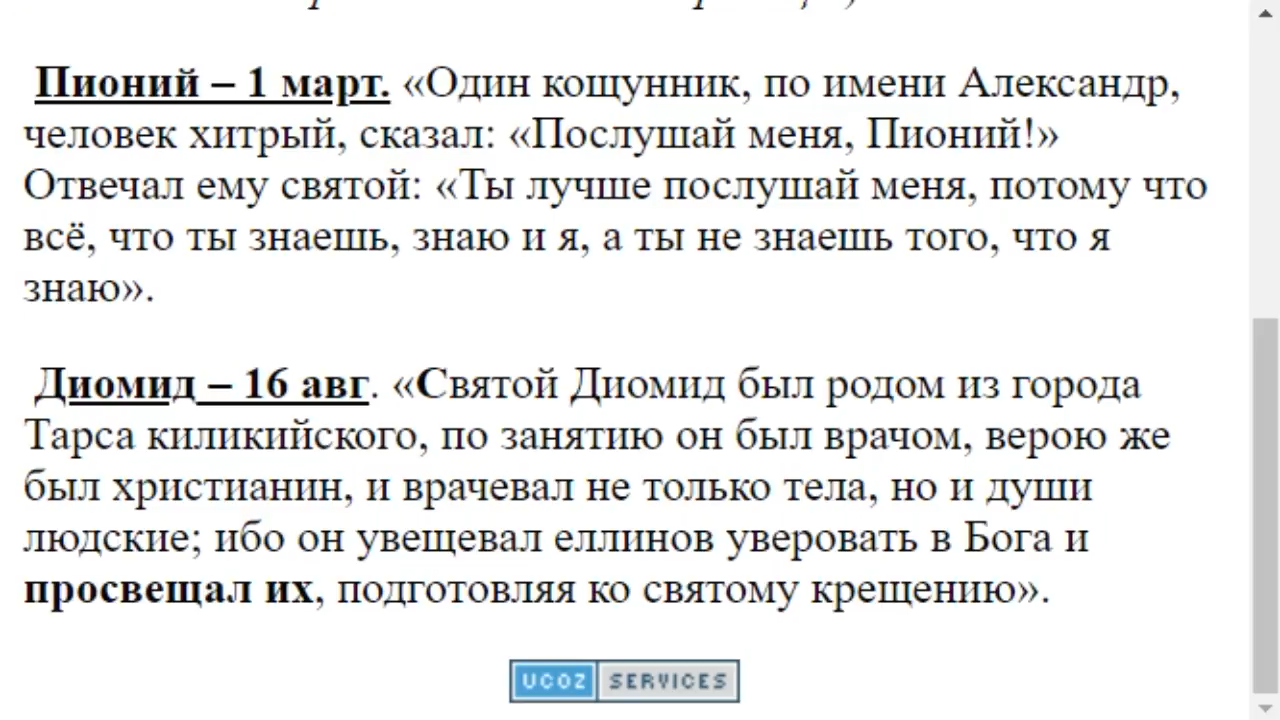 Пионий – 1 март. «Один кощунник, по имени Александр,
человек хитрый, сказал: «Послушай меня, Пионий!»
Отвечал ему святой: «Ты лучше послушай меня, потому что
всё, что ты знаешь, знаю и я, а ты не знаешь того, что я
знаю».
Диомид – 16 авг. «Святой Диомид был родом из города
Тарса киликийского, по занятию он был врачом, верою же
был христианин, и врачевал не только тела, но и души
людские; ибо он увещевал еллинов уверовать в Бога и
просвещал их, подготовляя ко святому крещению».
UCOZ SERVICES